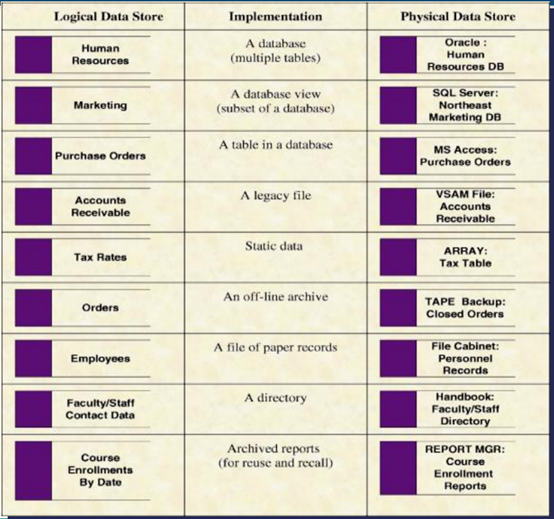 Logical Data Store
Implementation
Physical Data Store
Human
Resources
A database
(multiple tables)
Oracle :
Human
Resources DB
Marketing
A database view
(subset of a database)
SQL Server:
Northeast
Marketing DB
Purchase Orders
A table in a database
MS Access:
Purchase Orders
Accounts
Receivable
A legacy file
VSAM File:
Accounts
Receivable
Tax Rates
Static data
ARRAY:
Tax Table
Orders
An off-line archive
TAPE Backup:
Closed Orders
Employees
A file of paper records
File Cabinet:
Personnel
Records
Faculty/Staff
Contact Data
A directory
Handbook:
Faculty/Staff
Directory
Course
Enrollments
By Date
Archived reports
(for reuse and recall)
REPORT MGR:
Course
Enrollment
Reports